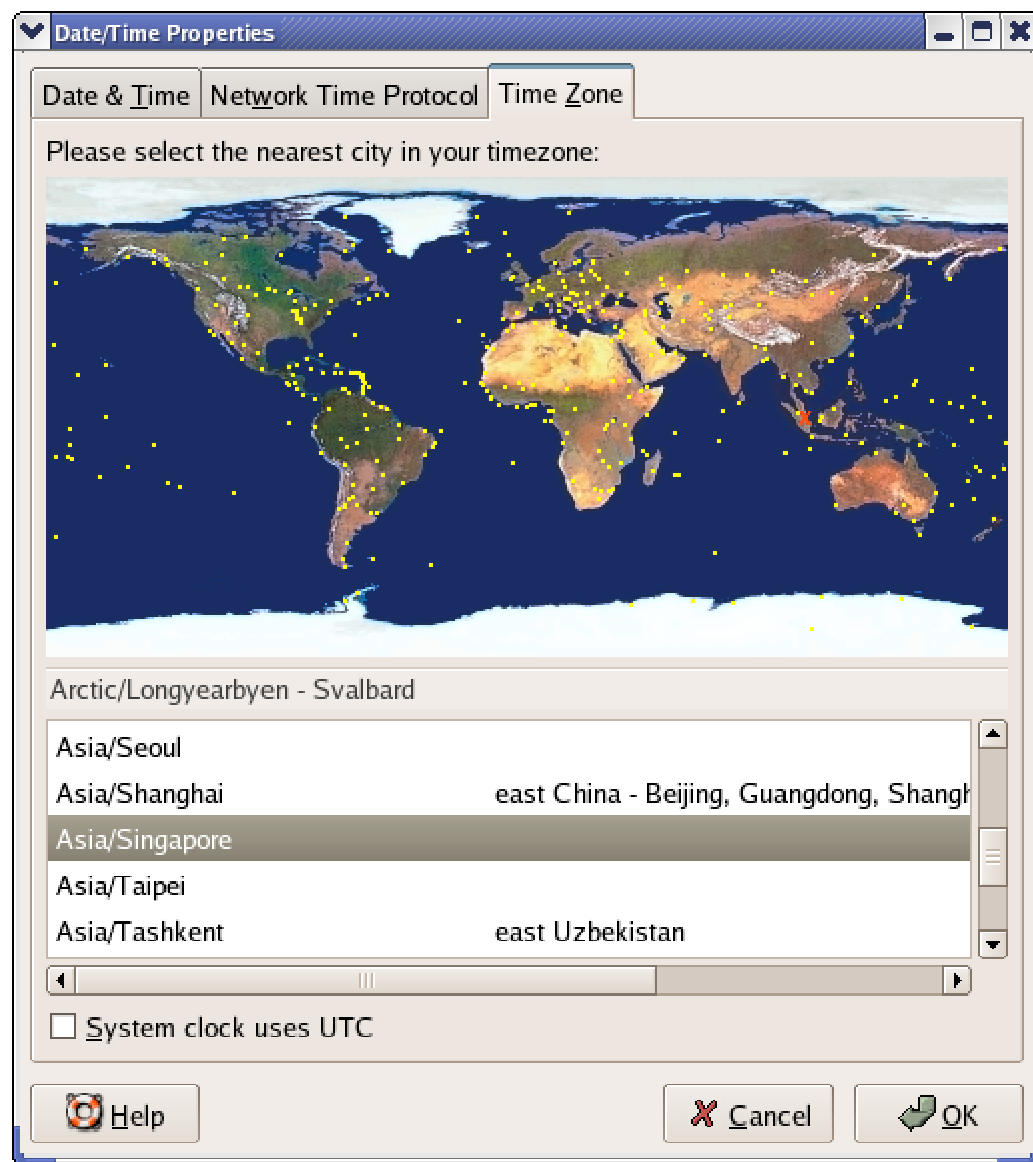 Date/Time Properties
Date & Time Network Time Protocol Time Zone
Please select the nearest city in your timezone:
Arctic/Longyearbyen - Svalbard
Asia/Seoul
Asia/Shanghai east China - Beijing, Guangdong, Shangh
Asia/Singapore
Asia/Taipei
Asia/Tashkent east Uzbekistan
System clock uses UTC
Help Cancel OK